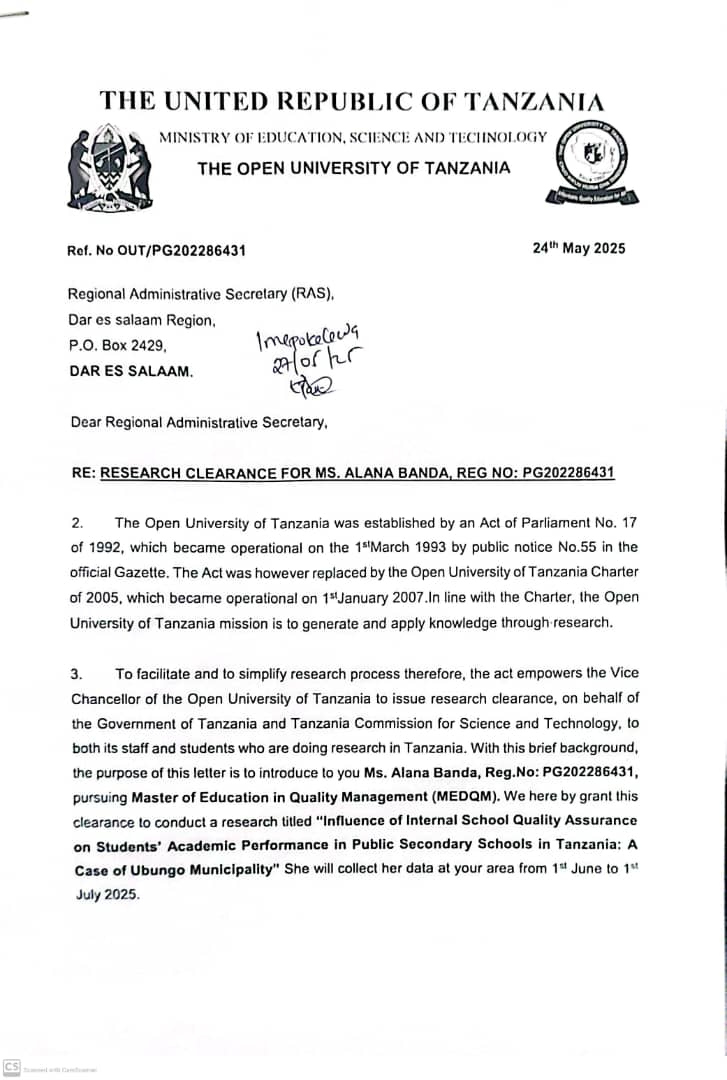 THE UNITED REPUBLIC OF TANZANIA
MINISTRY OF EDUCATION, SCIENCE AND TECHNOLOGY
THE OPEN UNIVERSITY OF TANZANIA
Ref. No OUT/PG202286431
24th May 2025
Regional Administrative Secretary (RAS),
Dar es salaam Region,
P.O. Box 2429,
DAR ES SALAAM.
Imepokelewa
27/05/25
Dear Regional Administrative Secretary,
RE: RESEARCH CLEARANCE FOR MS. ALANA BANDA, REG NO: PG202286431
2. The Open University of Tanzania was established by an Act of Parliament No. 17
of 1992, which became operational on the 1stMarch 1993 by public notice No.55 in the
official Gazette. The Act was however replaced by the Open University of Tanzania Charter
of 2005, which became operational on 1stJanuary 2007.In line with the Charter, the Open
University of Tanzania mission is to generate and apply knowledge through research.
3. To facilitate and to simplify research process therefore, the act empowers the Vice
Chancellor of the Open University of Tanzania to issue research clearance, on behalf of
the Government of Tanzania and Tanzania Commission for Science and Technology, to
both its staff and students who are doing research in Tanzania. With this brief background,
the purpose of this letter is to introduce to you Ms. Alana Banda, Reg.No: PG202286431,
pursuing Master of Education in Quality Management (MEDQM). We here by grant this
clearance to conduct a research titled "Influence of Internal School Quality Assurance
on Students' Academic Performance in Public Secondary Schools in Tanzania: A
Case of Ubungo Municipality" She will collect her data at your area from 1st June to 1st
July 2025.
CS Scanned with CamScanner